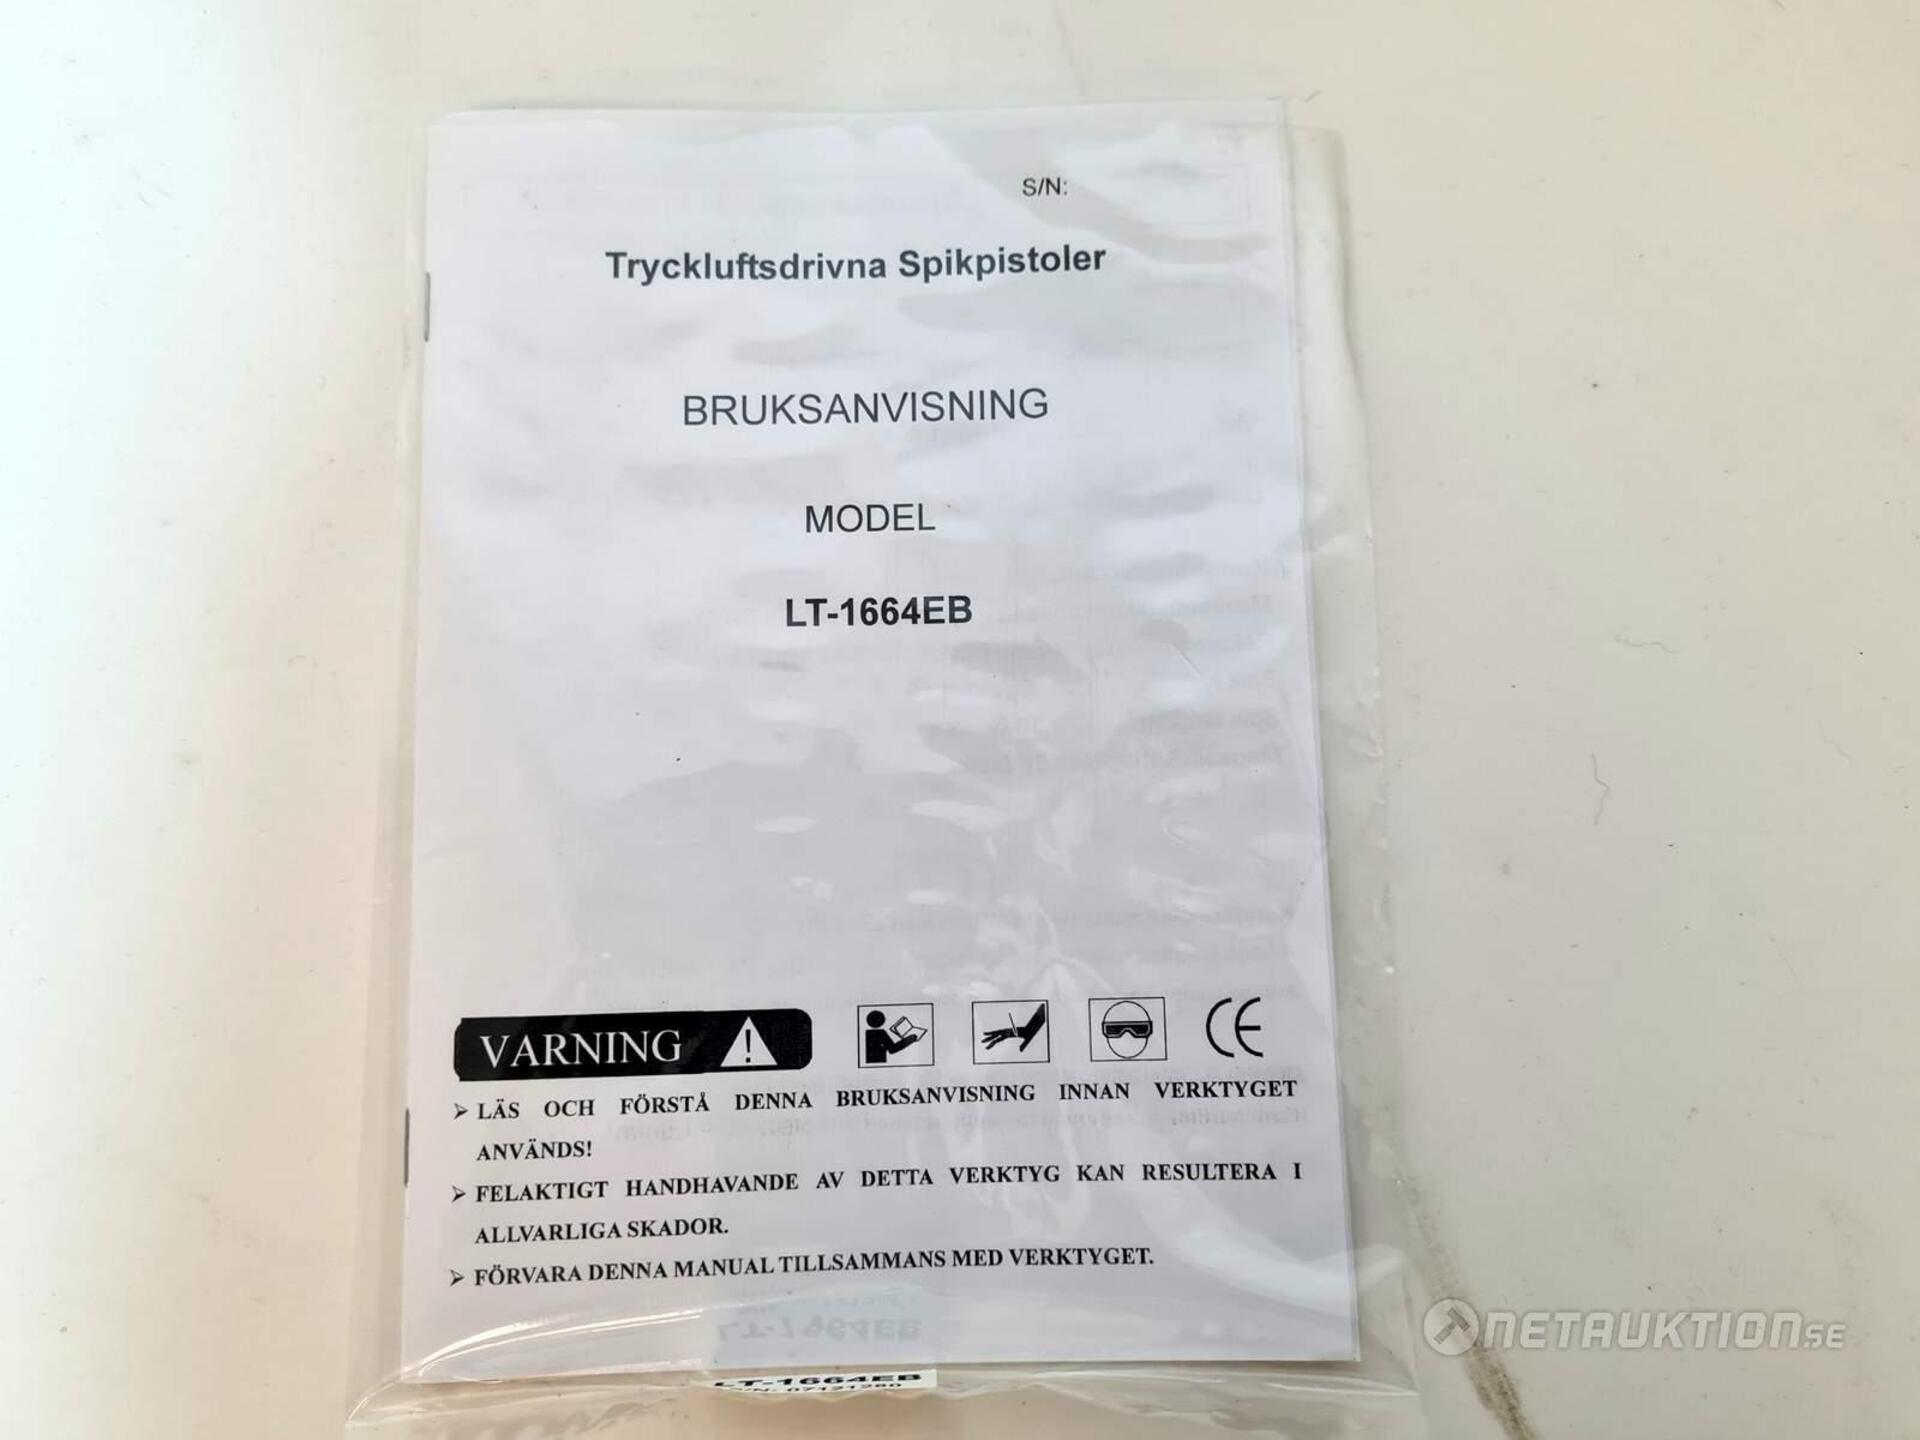 S/N:
Tryckluftsdrivna Spikpistoler
BRUKSANVISNING
MODEL
LT-1664EB
VARNING
CE
➢ LÄS OCH FÖRSTÅ DENNA BRUKSANVISNING INNAN VERKTYGET
ANVÄNDS!
➢ FELAKTIGT HANDHAVANDE AV DETTA VERKTYG KAN RESULTERA I
ALLVARLIGA SKADOR.
➢ FÖRVARA DENNA MANUAL TILLSAMMANS MED VERKTYGET.
LT-1664EB
NETAUKTION.SE